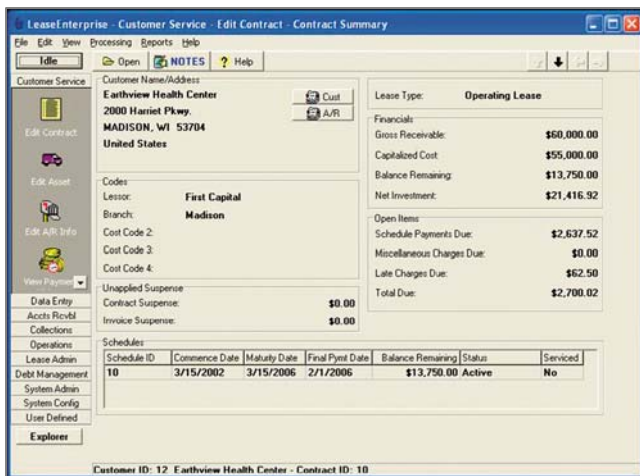 LeaseEnterprise - Customer Service - Edit Contract - Contract Summary
File Edit View Processing Reports Help
Idle Open NOTES ? Help
Customer Service
Edit Contract
Edit Asset
Edit A/R Info
View Paymen
Data Entry
Accts Rcvbl
Collections
Operations
Lease Admin
Debt Management
System Admin
System Config
User Defined
Explorer
Customer Name/Address
Earthview Health Center
2000 Harriet Pkwy.
MADISON, WI 53704
United States
Cust
A/R
Codes
Lessor: First Capital
Branch: Madison
Cost Code 2:
Cost Code 3:
Cost Code 4:
Unapplied Suspense
Contract Suspense: $0.00
Invoice Suspense: $0.00
Lease Type: Operating Lease
Financials
Gross Receivable: $60,000.00
Capitalized Cost: $55,000.00
Balance Remaining: $13,750.00
Net Investment: $21,416.92
Open Items
Schedule Payments Due: $2,637.52
Miscellaneous Charges Due: $0.00
Late Charges Due: $62.50
Total Due: $2,700.02
Schedules
Schedule ID Commence Date Maturity Date Final Pymt Date Balance Remaining Status Serviced
10 3/15/2002 3/15/2006 2/1/2006 $13,750.00 Active No
Customer ID: 12 Earthview Health Center - Contract ID: 10